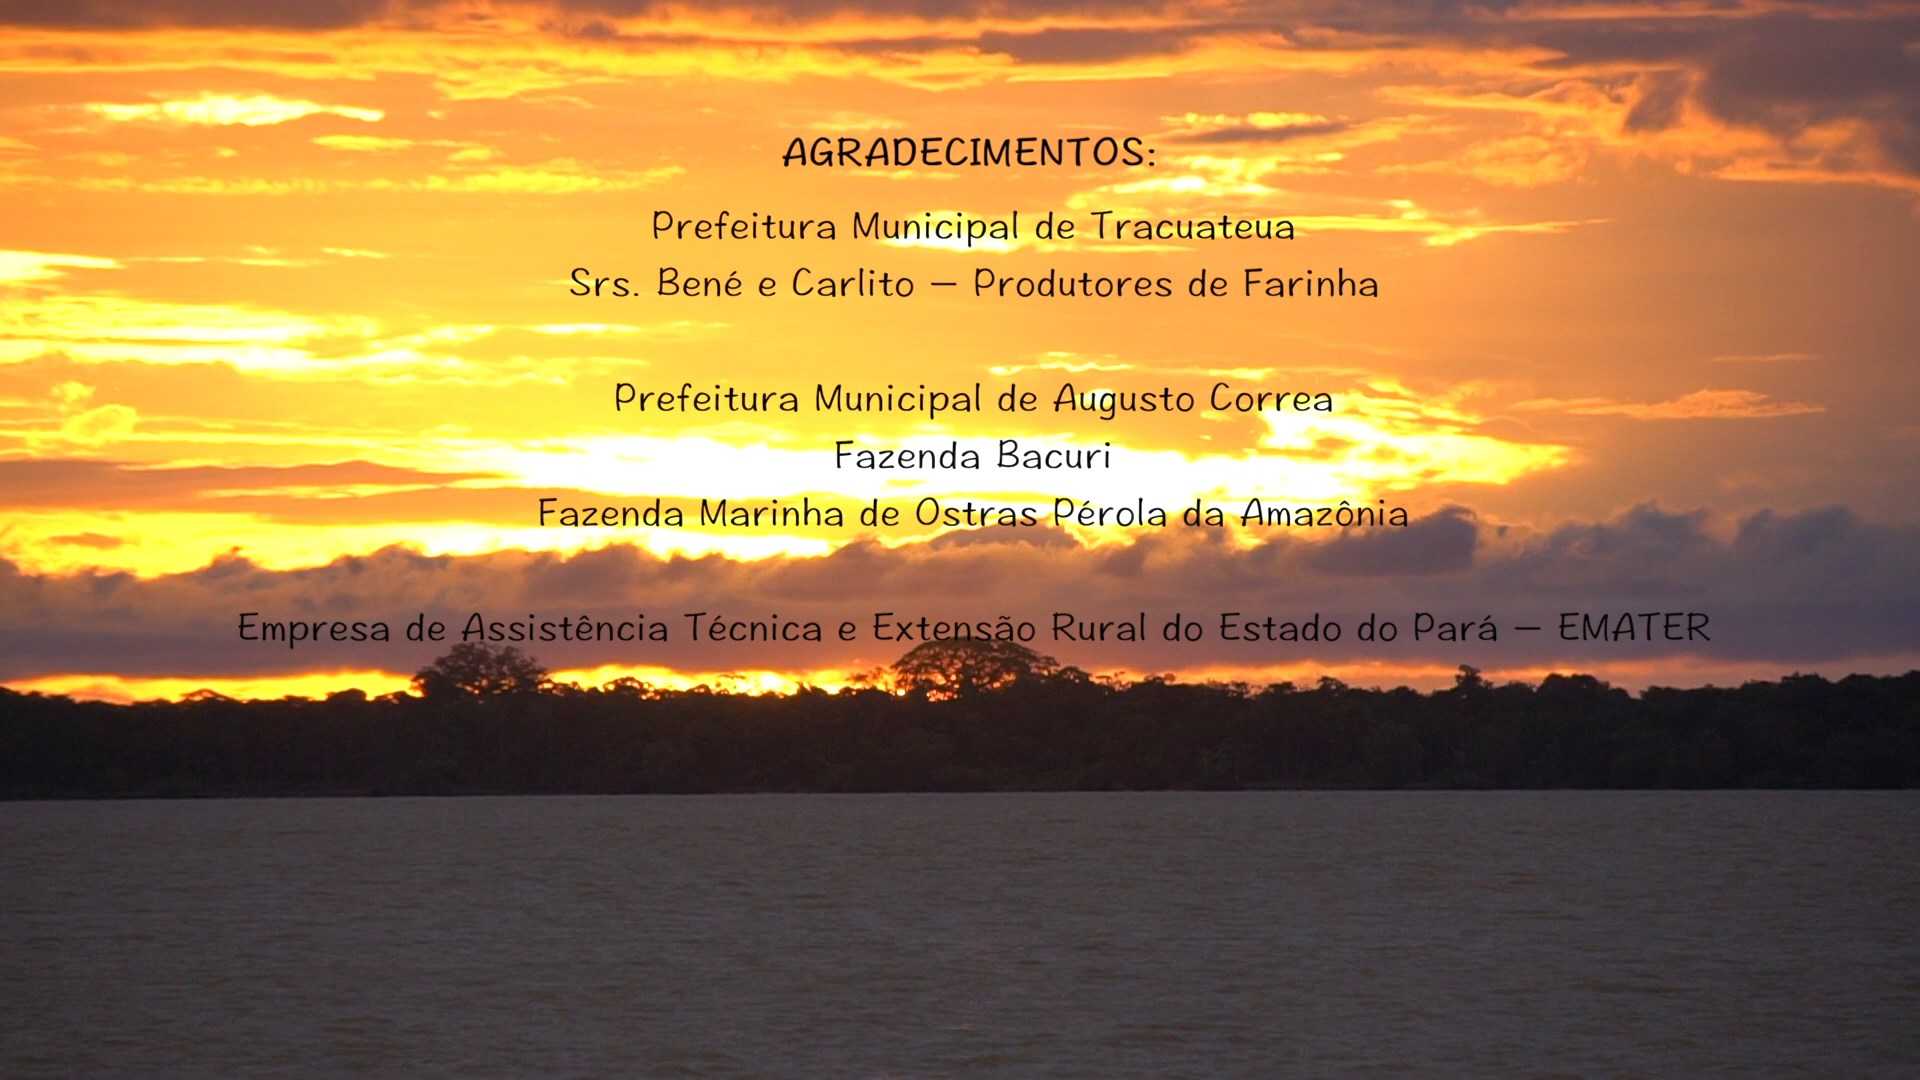 AGRADECIMENTOS:
Prefeitura Municipal de Tracuateua
Srs. Bené e Carlito – Produtores de Farinha
Prefeitura Municipal de Augusto Correa
Fazenda Bacuri
Fazenda Marinha de Ostras Pérola da Amazônia
Empresa de Assistência Técnica e Extensão Rural do Estado do Pará – EMATER